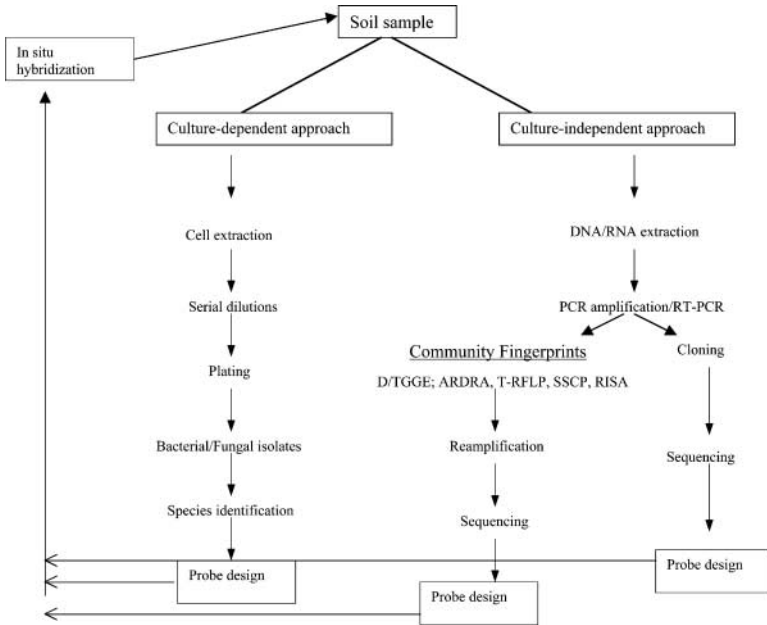 Soil sample
In situ
hybridization
Culture-dependent approach
Culture-independent approach
Cell extraction
DNA/RNA extraction
Serial dilutions
PCR amplification/RT-PCR
Community Fingerprints
Cloning
Plating
D/TGGE; ARDRA, T-RFLP, SSCP, RISA
Bacterial/Fungal isolates
Reamplification
Sequencing
Species identification
Sequencing
Probe design
Probe design
Probe design